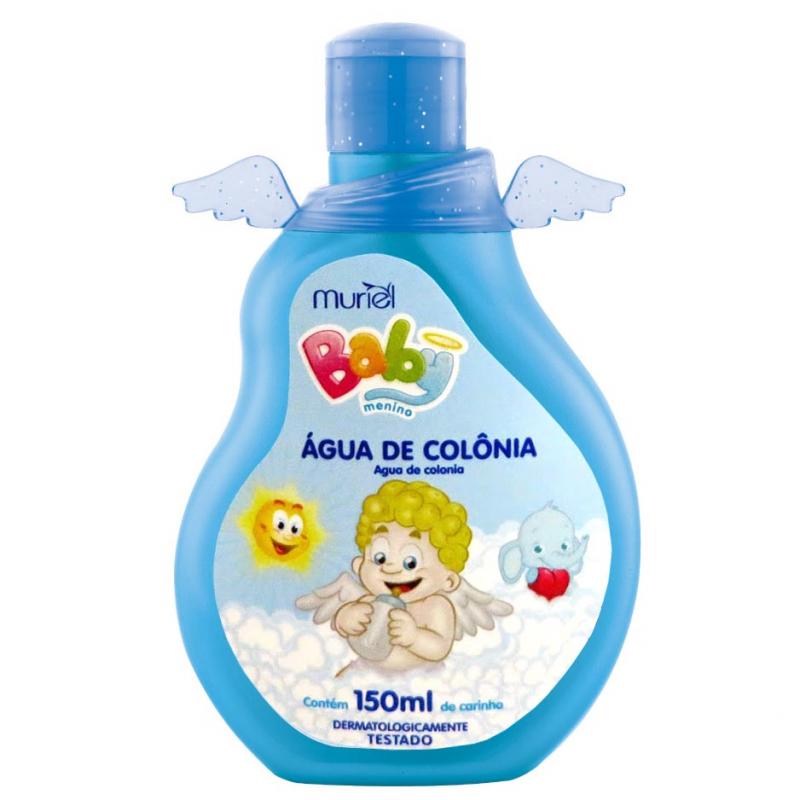 muriel
Baby
menino
ÁGUA DE COLÔNIA
Agua de colonia
Contém 150ml de carinho
DERMATOLOGICAMENTE
TESTADO